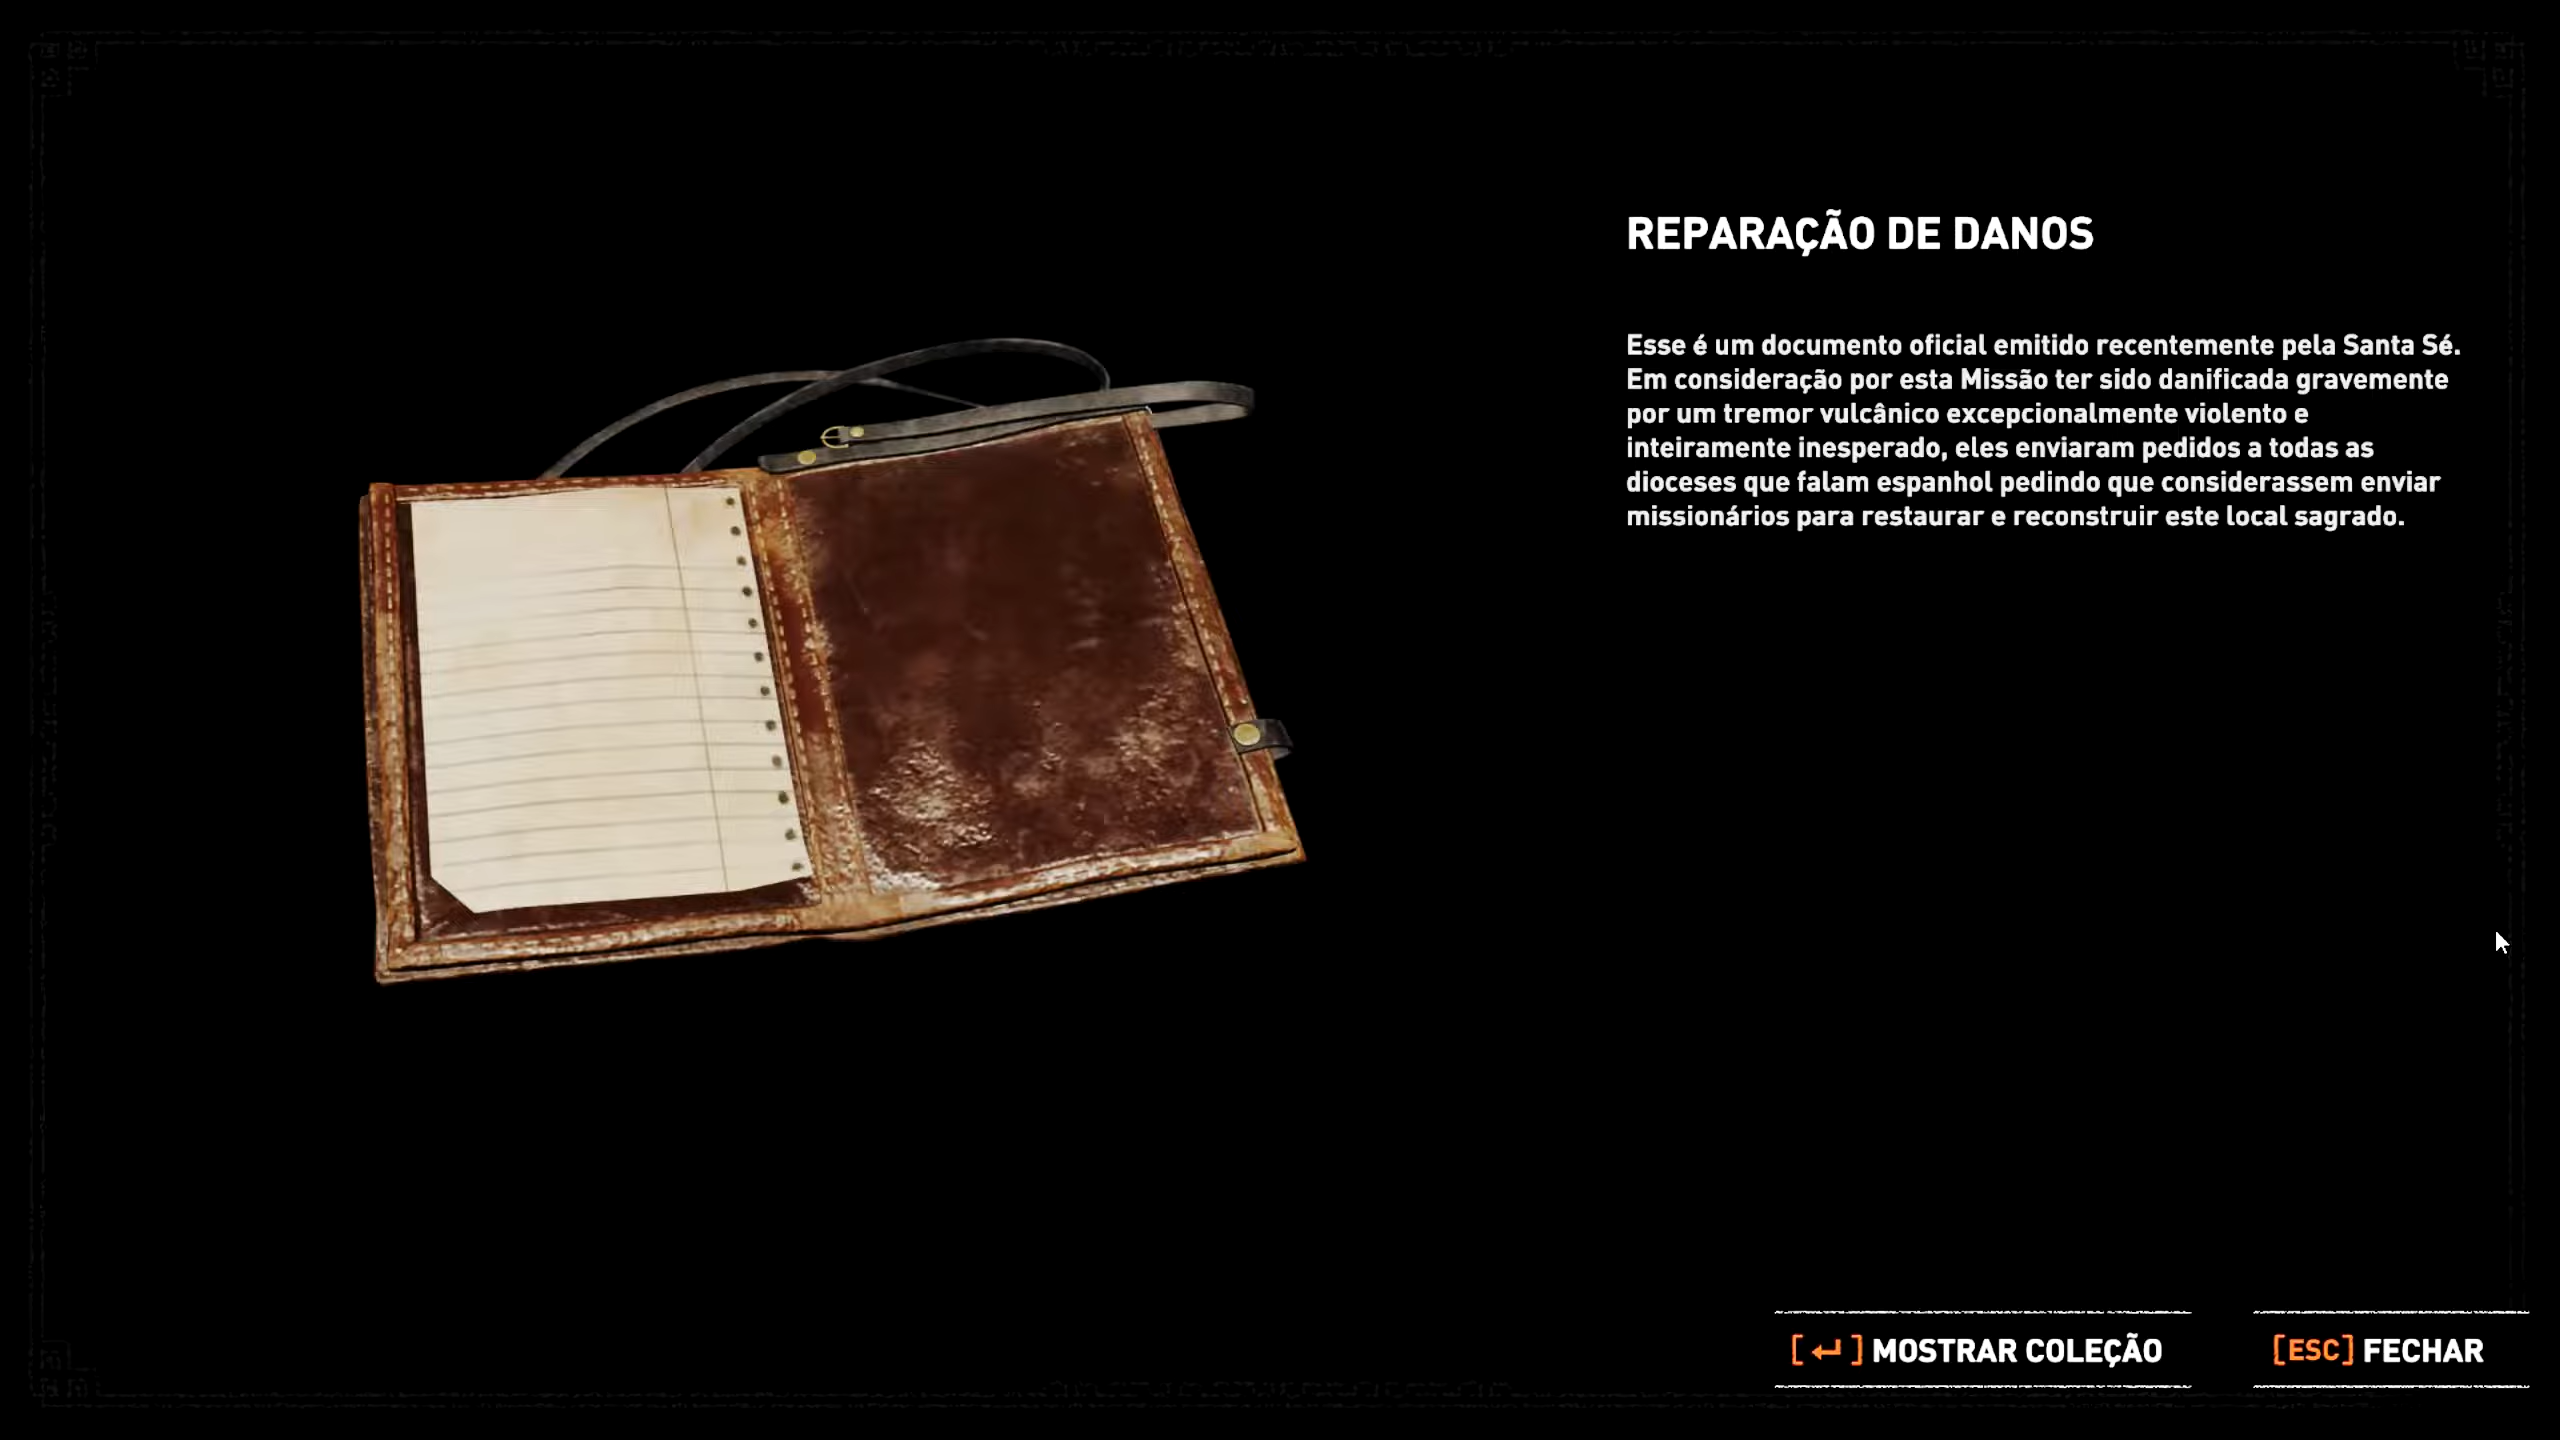 REPARAÇÃO DE DANOS
Esse é um documento oficial emitido recentemente pela Santa Sé.
Em consideração por esta Missão ter sido danificada gravemente
por um tremor vulcânico excepcionalmente violento e
inteiramente inesperado, eles enviaram pedidos a todas as
dioceses que falam espanhol pedindo que considerassem enviar
missionários para restaurar e reconstruir este local sagrado.
[↵] MOSTRAR COLEÇÃO
[ESC] FECHAR